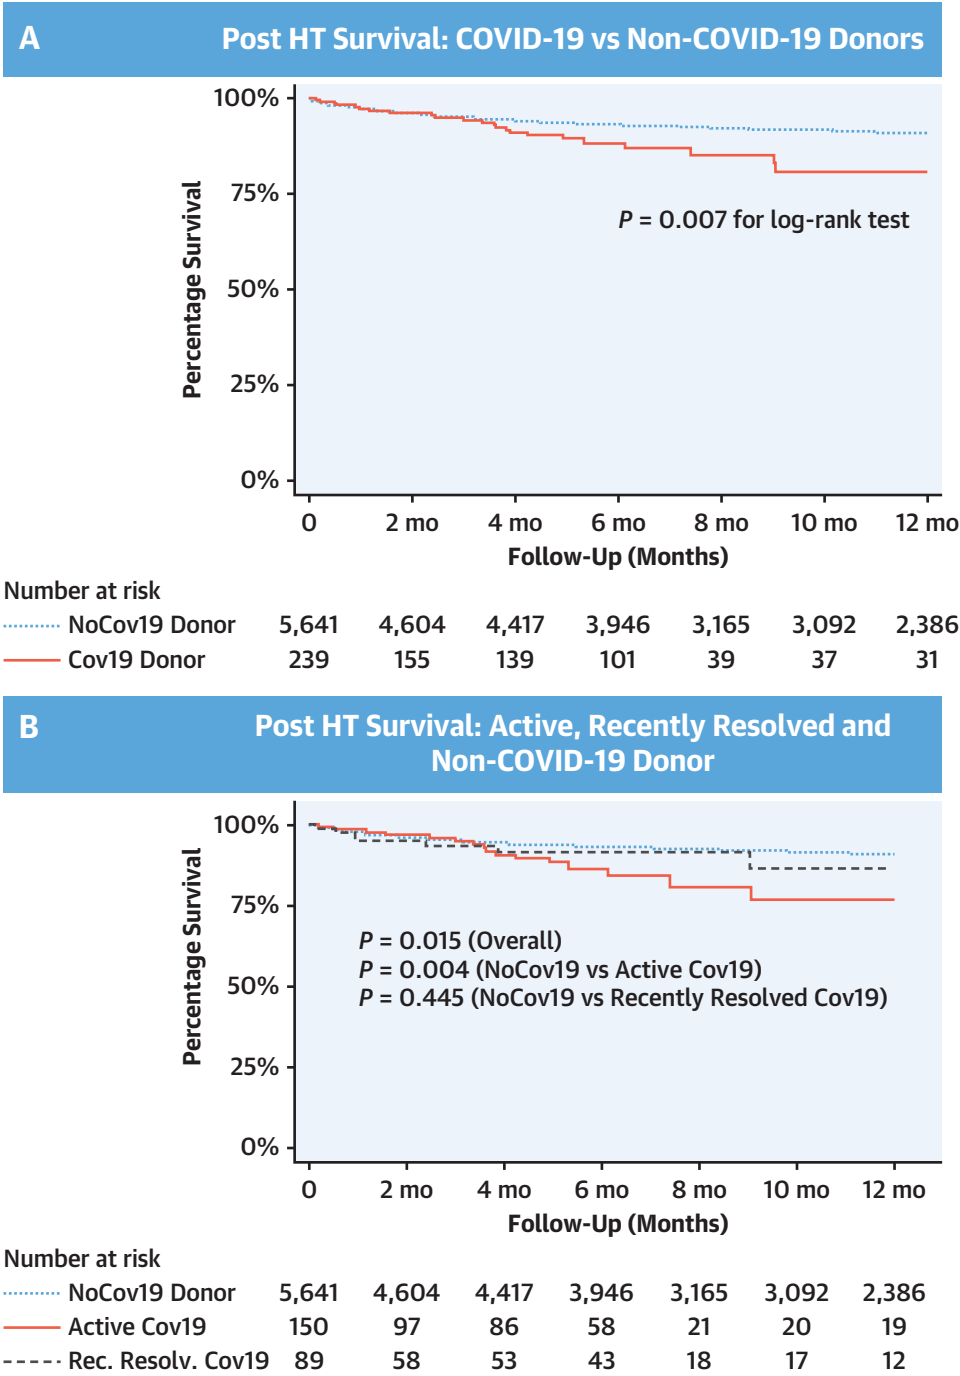 A Post HT Survival: COVID-19 vs Non-COVID-19 Donors
100%
75%
50%
25%
0%
Percentage Survival
P = 0.007 for log-rank test
0 2 mo 4 mo 6 mo 8 mo 10 mo 12 mo
Follow-Up (Months)
Number at risk
NoCov19 Donor 5,641 4,604 4,417 3,946 3,165 3,092 2,386
Cov19 Donor 239 155 139 101 39 37 31
B Post HT Survival: Active, Recently Resolved and
Non-COVID-19 Donor
100%
75%
50%
25%
0%
Percentage Survival
P = 0.015 (Overall)
P = 0.004 (NoCov19 vs Active Cov19)
P = 0.445 (NoCov19 vs Recently Resolved Cov19)
0 2 mo 4 mo 6 mo 8 mo 10 mo 12 mo
Follow-Up (Months)
Number at risk
NoCov19 Donor 5,641 4,604 4,417 3,946 3,165 3,092 2,386
Active Cov19 150 97 86 58 21 20 19
Rec. Resolv. Cov19 89 58 53 43 18 17 12